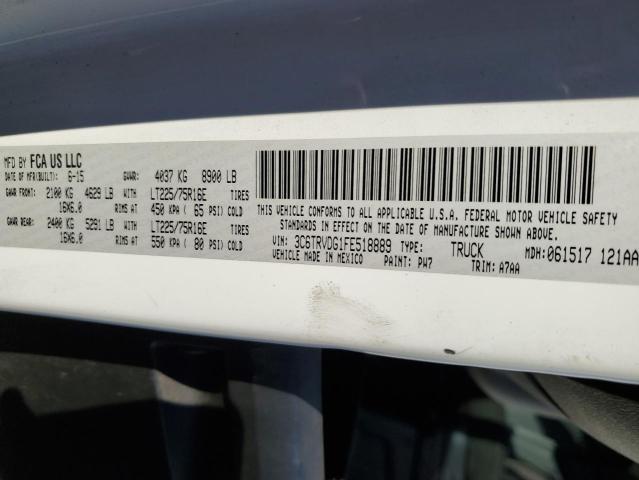 MFD BY FCA US LLC
DATE OF MFR(BUILT): 6-15 GVWR: 4037 KG 8900 LB
GAWR FRONT: 2100 KG 4629 LB WITH LT225/75R16E TIRES
16X6.0 RIMS AT 450 KPA ( 65 PSI) COLD
GAWR REAR: 2400 KG 5291 LB WITH LT225/75R16E TIRES
16X6.0 RIMS AT 550 KPA ( 80 PSI) COLD
THIS VEHICLE CONFORMS TO ALL APPLICABLE U.S.A. FEDERAL MOTOR VEHICLE SAFETY
STANDARDS IN EFFECT ON THE DATE OF MANUFACTURE SHOWN ABOVE.
VIN: 3C6TRVDG1FE518889 TYPE: TRUCK MDH: 061517 121AA
VEHICLE MADE IN MEXICO PAINT: PW7 TRIM: A7AA